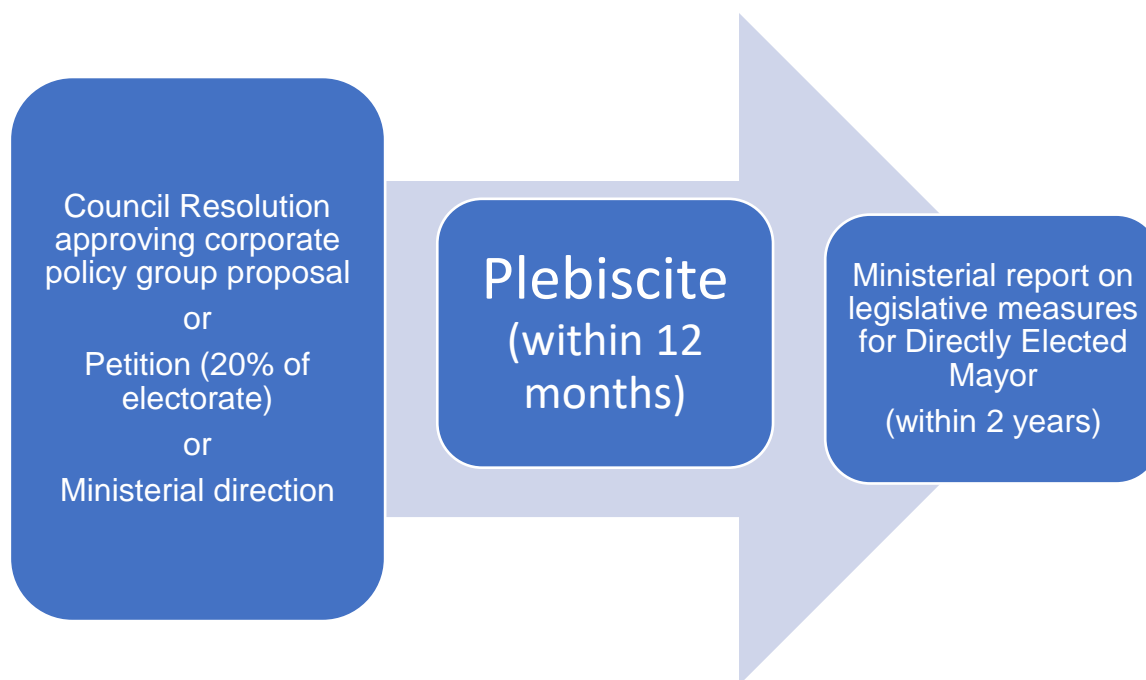 Council Resolution
approving corporate
policy group proposal
or
Petition (20% of
electorate)
or
Ministerial direction
Plebiscite
(within 12
months)
Ministerial report on
legislative measures
for Directly Elected
Mayor
(within 2 years)